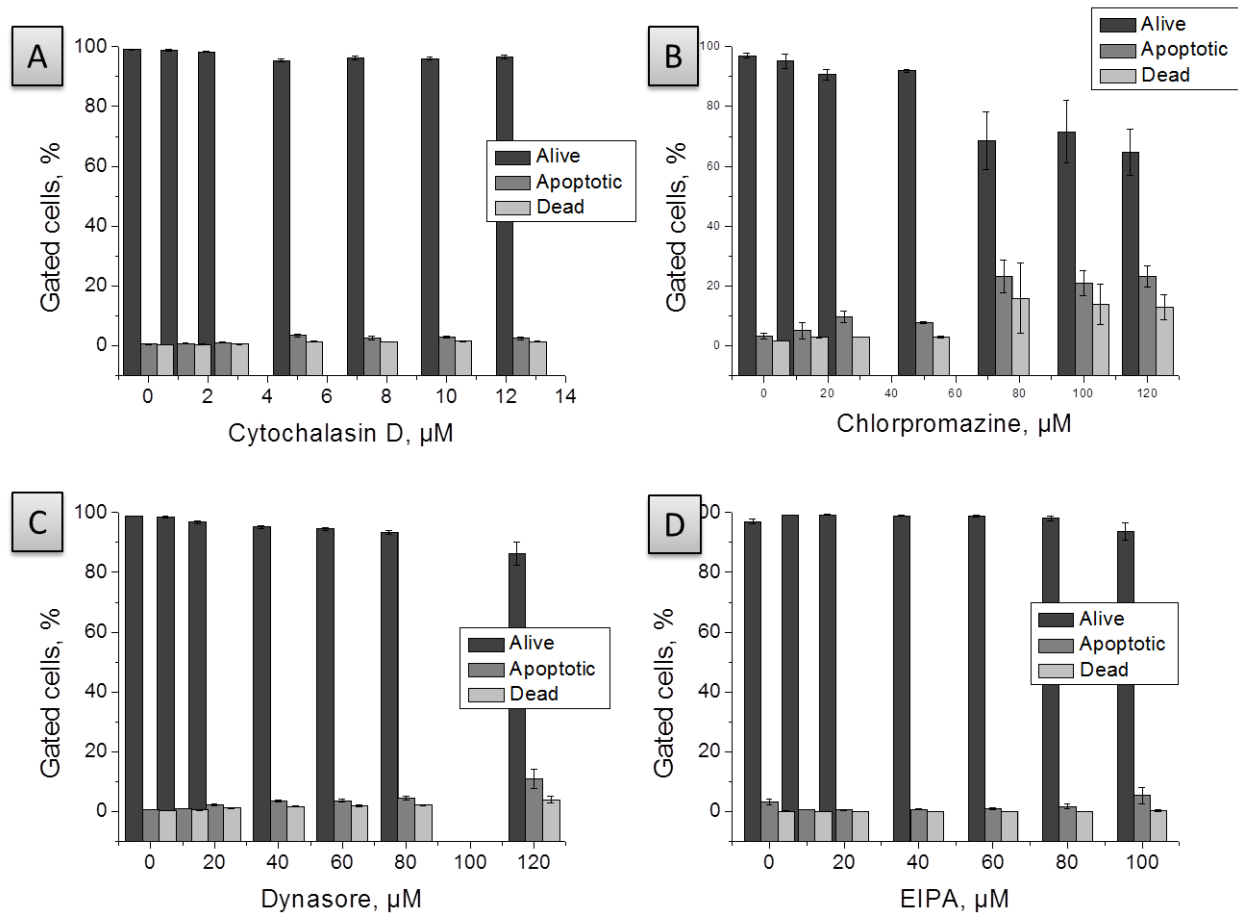 A
100
80
60
40
20
0
Gated cells, %
Alive
Apoptotic
Dead
0 2 4 6 8 10 12 14
Cytochalasin D, µM
B
100
80
60
40
20
0
Gated cells, %
Alive
Apoptotic
Dead
0 20 40 60 80 100 120
Chlorpromazine, µM
C
100
80
60
40
20
0
Gated cells, %
Alive
Apoptotic
Dead
0 20 40 60 80 100 120
Dynasore, µM
D
100
80
60
40
20
0
Gated cells, %
Alive
Apoptotic
Dead
0 20 40 60 80 100
EIPA, µM